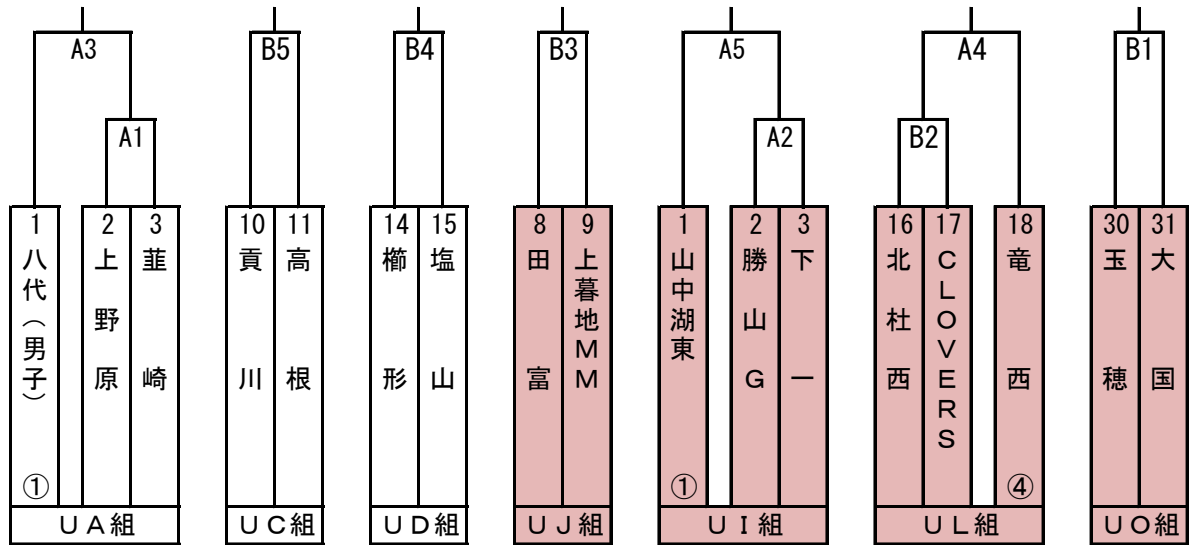 A3
B5
B4
B3
A5
A4
B1
A1
A2
B2
1
八代(男子)
①
2
上野原
3
韮崎
UA組
10
貢川
11
高根
UC組
14
櫛形
15
塩山
UD組
8
田富
9
上暮地MM
UJ組
1
山中湖東
①
2
勝山G
3
下一
UI組
16
北杜西
17
CLOVERS
18
竜西
④
UL組
30
玉穂
31
大国
UO組